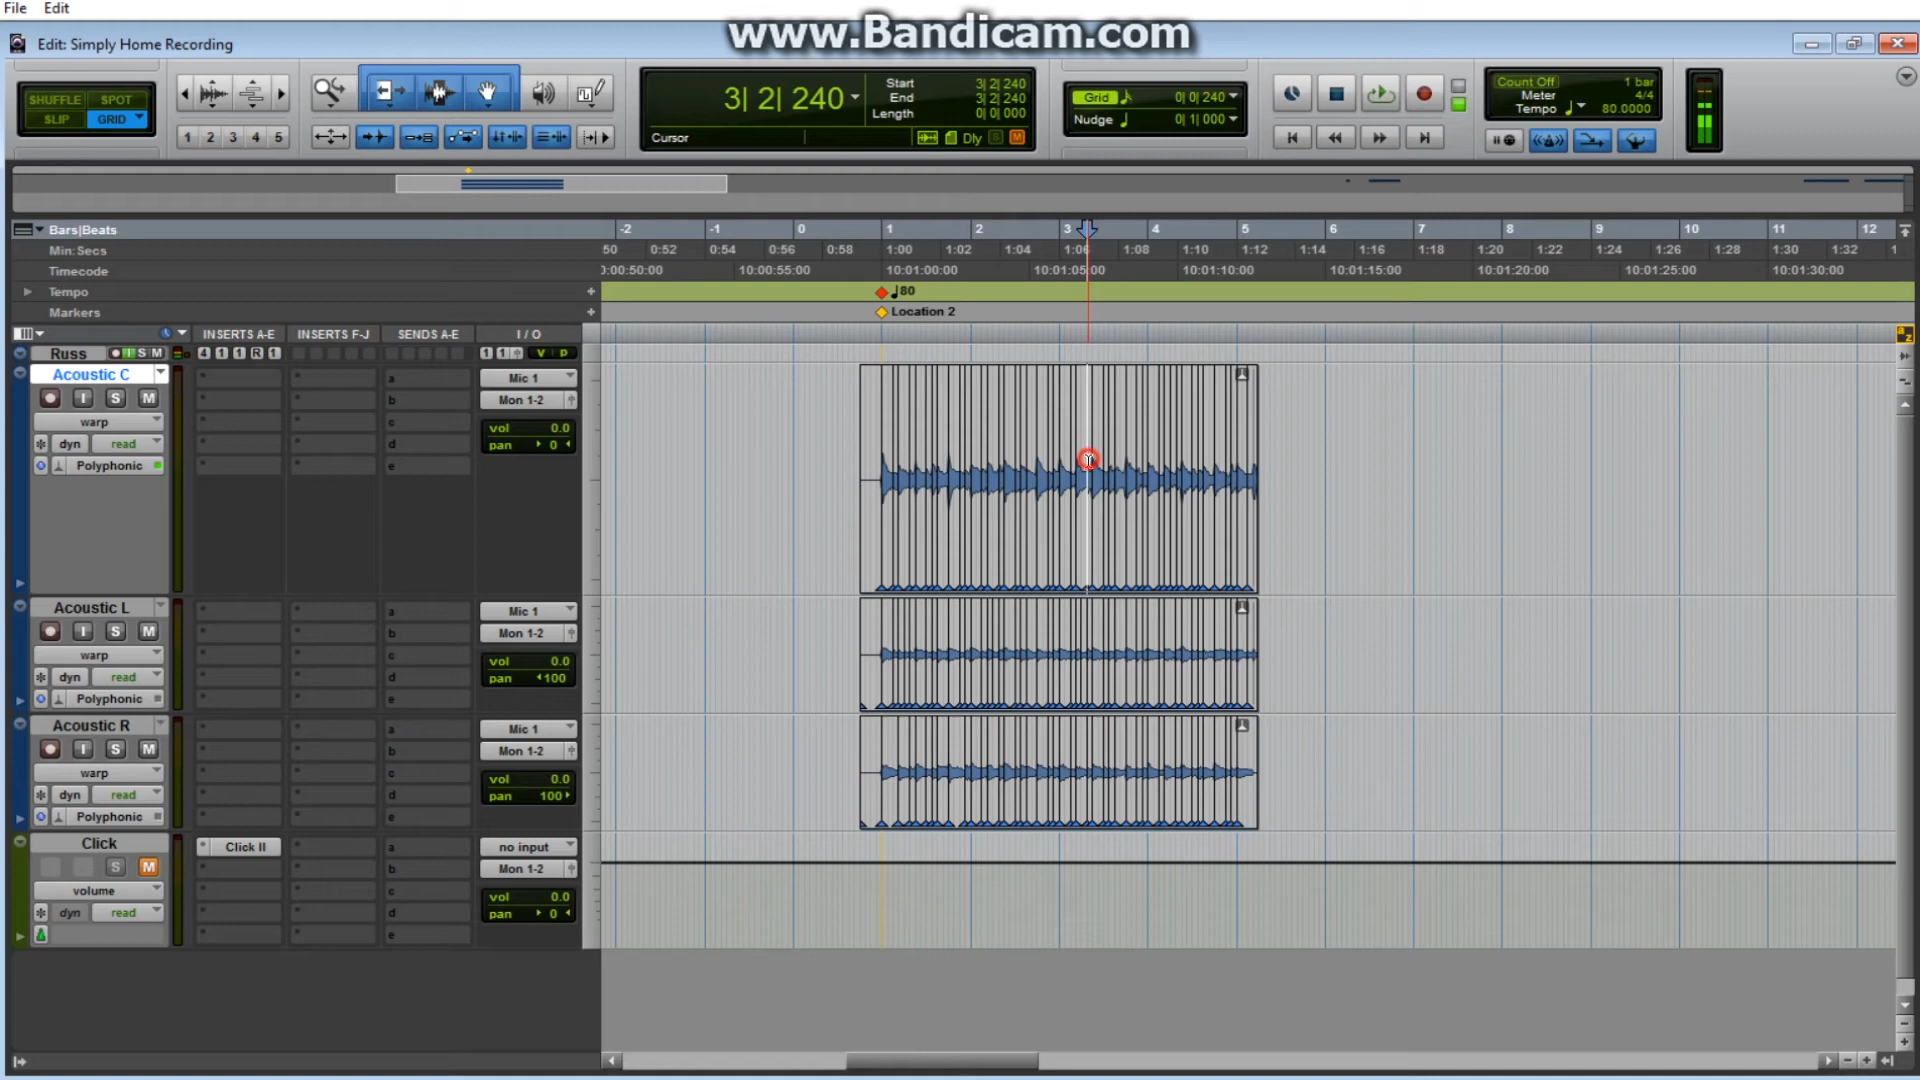 File Edit
www.Bandicam.com
Edit: Simply Home Recording
SHUFFLE SPOT
SLIP GRID
1 2 3 4 5
3| 2| 240
Start 3| 2| 240
End 3| 2| 240
Length 0| 0| 000
Cursor Dly
Grid 0| 0| 240
Nudge 0| 1| 000
Count Off 1 bar
Meter 4/4
Tempo 80.0000
Bars|Beats -2 -1 0 1 2 3 4 5 6 7 8 9 10 11 12
Min:Secs 50 0:52 0:54 0:56 0:58 1:00 1:02 1:04 1:06 1:08 1:10 1:12 1:14 1:16 1:18 1:20 1:22 1:24 1:26 1:28 1:30 1:32 1
Timecode 0:00:50:00 10:00:55:00 10:01:00:00 10:01:05:00 10:01:10:00 10:01:15:00 10:01:20:00 10:01:25:00 10:01:30:00
Tempo + 80
Markers + Location 2
INSERTS A-E INSERTS F-J SENDS A-E I / O
a z
Russ I S M 4 1 1 R 1 1 1 V P
Acoustic C a Mic 1
I S M b Mon 1-2
warp c vol 0.0
dyn read d pan 0
Polyphonic e
Acoustic L a Mic 1
I S M b Mon 1-2
warp c vol 0.0
dyn read d pan 100
Polyphonic e
Acoustic R a Mic 1
I S M b Mon 1-2
warp c vol 0.0
dyn read d pan 100
Polyphonic e
Click Click II a no input
S M b Mon 1-2
volume c vol 0.0
dyn read d pan 0
e